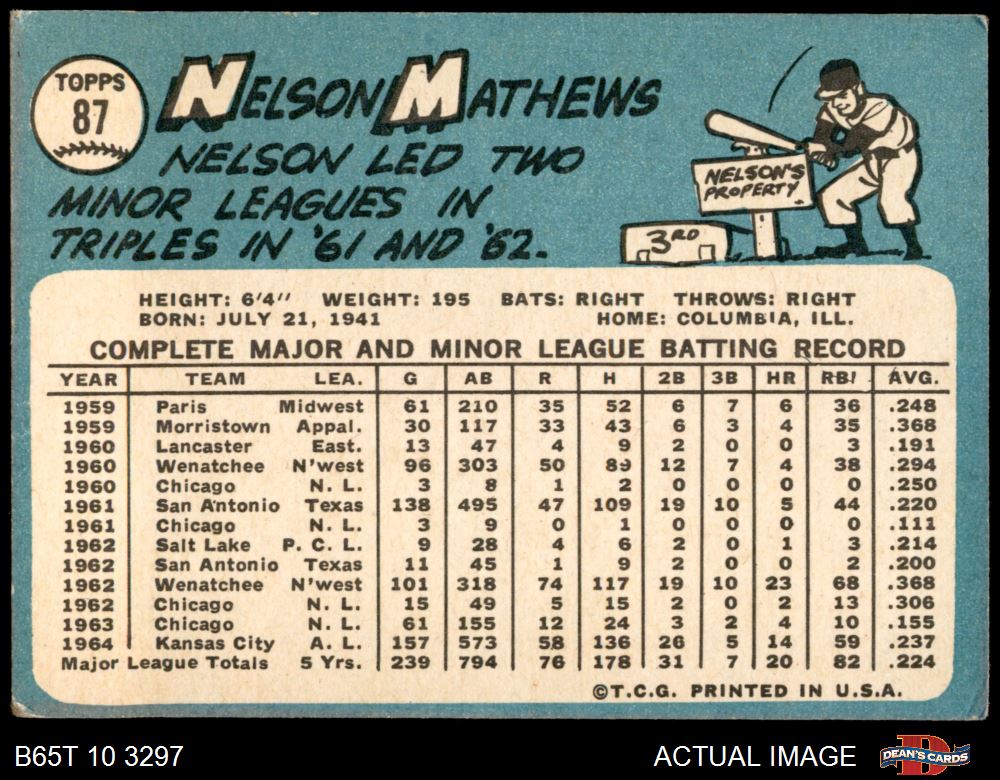 TOPPS
87
NELSON MATHEWS
NELSON LED TWO
MINOR LEAGUES IN
TRIPLES IN '61 AND '62.
NELSON'S
PROPERTY
3RD
HEIGHT: 6'4" WEIGHT: 195 BATS: RIGHT THROWS: RIGHT
BORN: JULY 21, 1941 HOME: COLUMBIA, ILL.
COMPLETE MAJOR AND MINOR LEAGUE BATTING RECORD
YEAR TEAM LEA. G AB R H 2B 3B HR RBI AVG.
1959 Paris Midwest 61 210 35 52 6 7 6 36 .248
1959 Morristown Appal. 30 117 33 43 6 3 4 35 .368
1960 Lancaster East. 13 47 4 9 2 0 0 3 .191
1960 Wenatchee N'west 96 303 50 89 12 7 4 38 .294
1960 Chicago N. L. 3 8 1 2 0 0 0 0 .250
1961 San Antonio Texas 138 495 47 109 19 10 5 44 .220
1961 Chicago N. L. 3 9 0 1 0 0 0 0 .111
1962 Salt Lake P. C. L. 9 28 4 6 2 0 1 3 .214
1962 San Antonio Texas 11 45 1 9 2 0 0 2 .200
1962 Wenatchee N'west 101 318 74 117 19 10 23 68 .368
1962 Chicago N. L. 15 49 5 15 2 0 2 13 .306
1963 Chicago N. L. 61 155 12 24 3 2 4 10 .155
1964 Kansas City A. L. 157 573 58 136 26 5 14 59 .237
Major League Totals 5 Yrs. 239 794 76 178 31 7 20 82 .224
©T.C.G. PRINTED IN U.S.A.
B65T 10 3297 ACTUAL IMAGE
DEAN'S CARDS